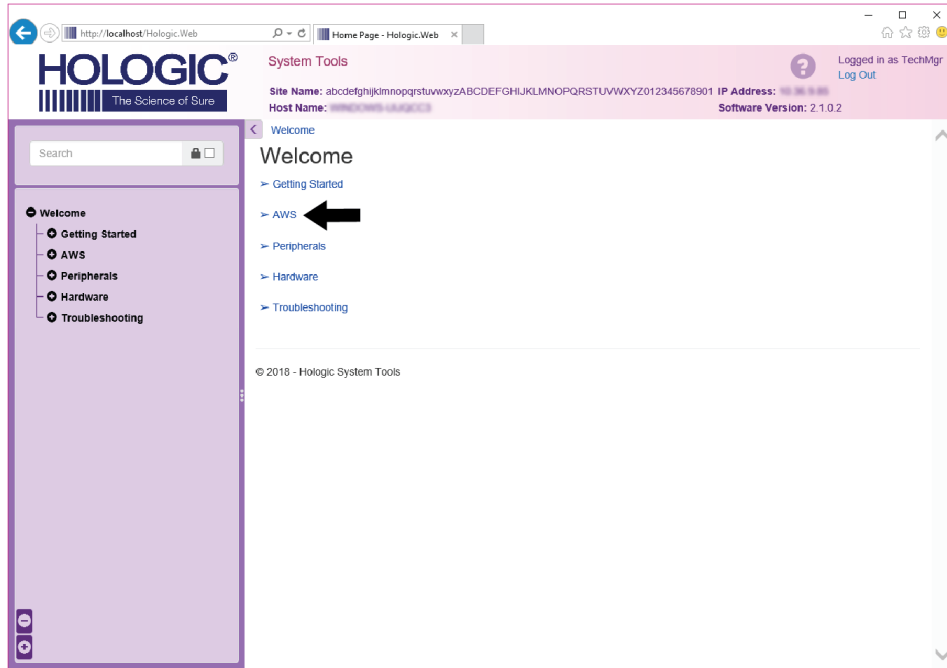 http://localhost/Hologic.Web
Home Page - Hologic.Web
HOLOGIC®
The Science of Sure
System Tools
Logged in as TechMgr
Log Out
Site Name: abcdefghijklmnopqrstuvwxyzABCDEFGHIJKLMNOPQRSTUVWXYZ012345678901 IP Address:
Host Name:
Software Version: 2.1.0.2
Search
Welcome
Getting Started
AWS
Peripherals
Hardware
Troubleshooting
Welcome
Welcome
➢ Getting Started
➢ AWS
➢ Peripherals
➢ Hardware
➢ Troubleshooting
© 2018 - Hologic System Tools